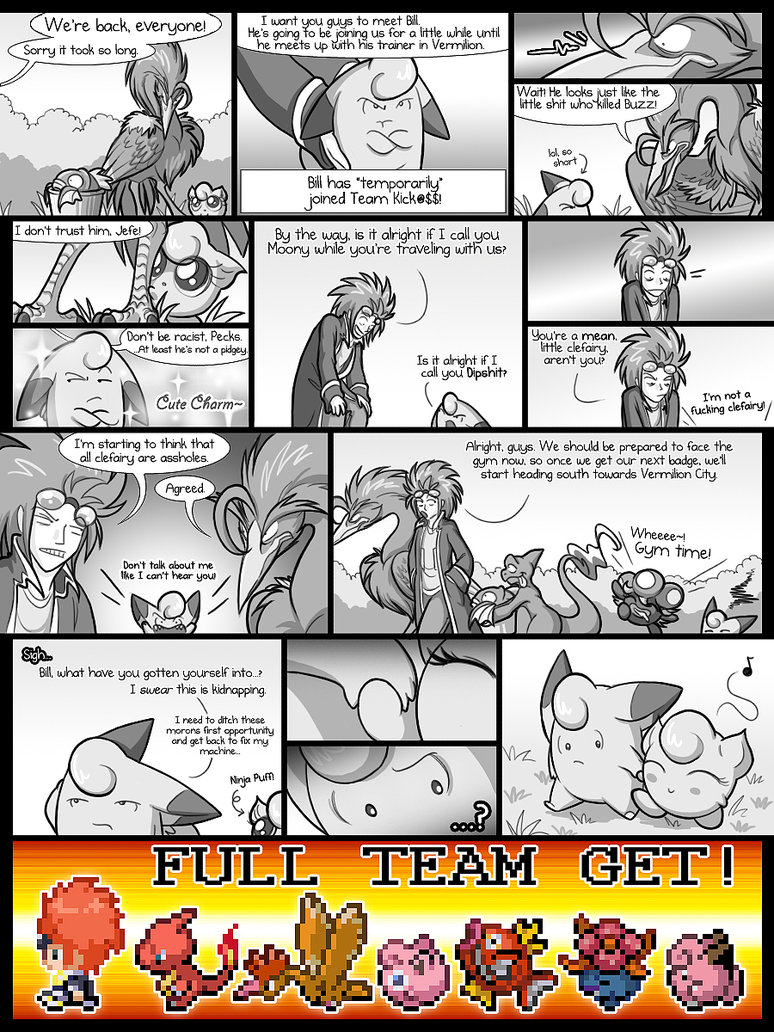 We're back, everyone!
Sorry it took so long.
I want you guys to meet Bill.
He's going to be joining us for a little while until
he meets up with his trainer in Vermilion.
Bill has "temporarily"
joined Team Kick@$$!
Wait! He looks just like the
little shit who killed Buzz!
lol, so
short
I don't trust him, Jefe!
Don't be racist, Pecks.
...At least he's not a pidgey.
Cute Charm~
By the way, is it alright if I call you
Moony while you're traveling with us?
Is it alright if I
call you Dipshit?
You're a mean,
little clefairy,
aren't you?
I'm not a
fucking clefairy!
I'm starting to think that
all clefairy are assholes.
Agreed.
Don't talk about me
like I can't hear you!
Alright, guys. We should be prepared to face the
gym now, so once we get our next badge, we'll
start heading south towards Vermilion City.
Wheeee~!
Gym time!
Sigh...
Bill, what have you gotten yourself into...?
I swear this is kidnapping.
I need to ditch these
morons first opportunity
and get back to fix my
machine...
Ninja Puff!
...?
FULL TEAM GET!